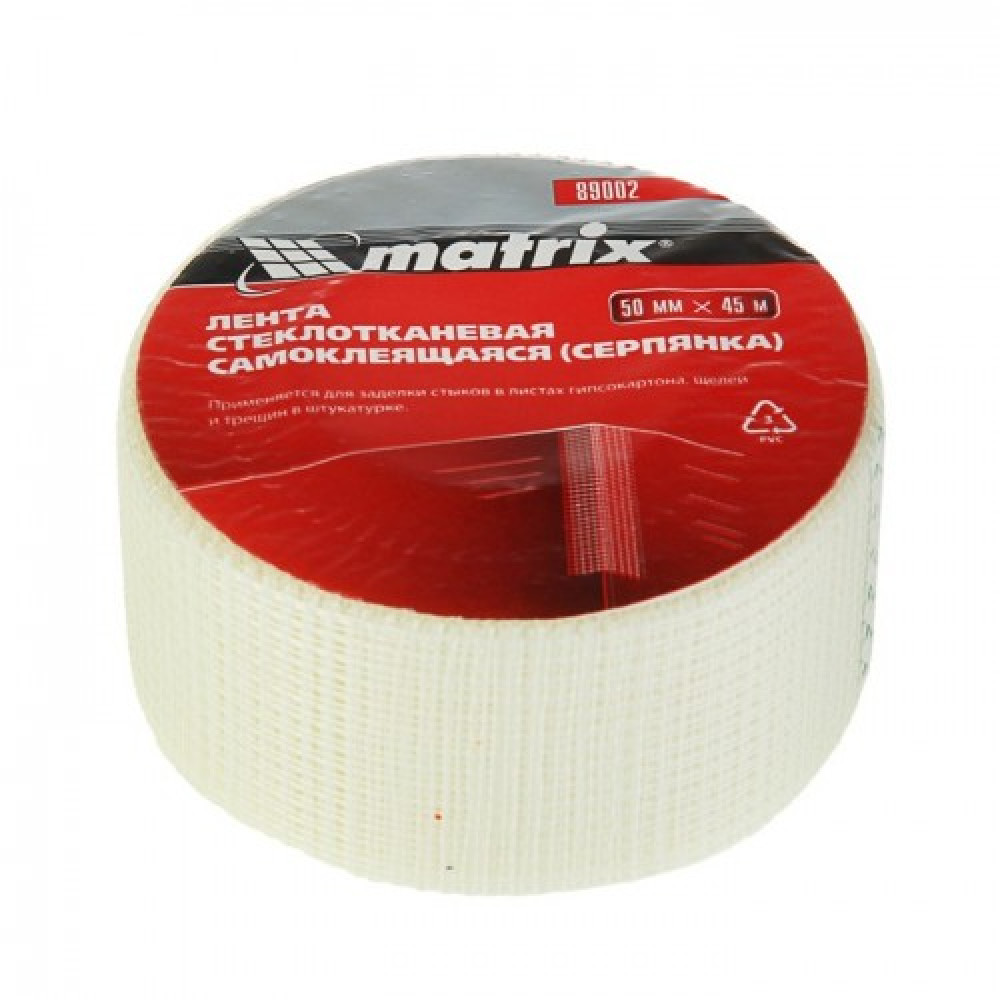 89002
matrix®
50 мм × 45 м
ЛЕНТА
СТЕКЛОТКАНЕВАЯ
САМОКЛЕЯЩАЯСЯ (СЕРПЯНКА)
Применяется для заделки стыков в листах гипсокартона, щелей
и трещин в штукатурке.
3
PVC